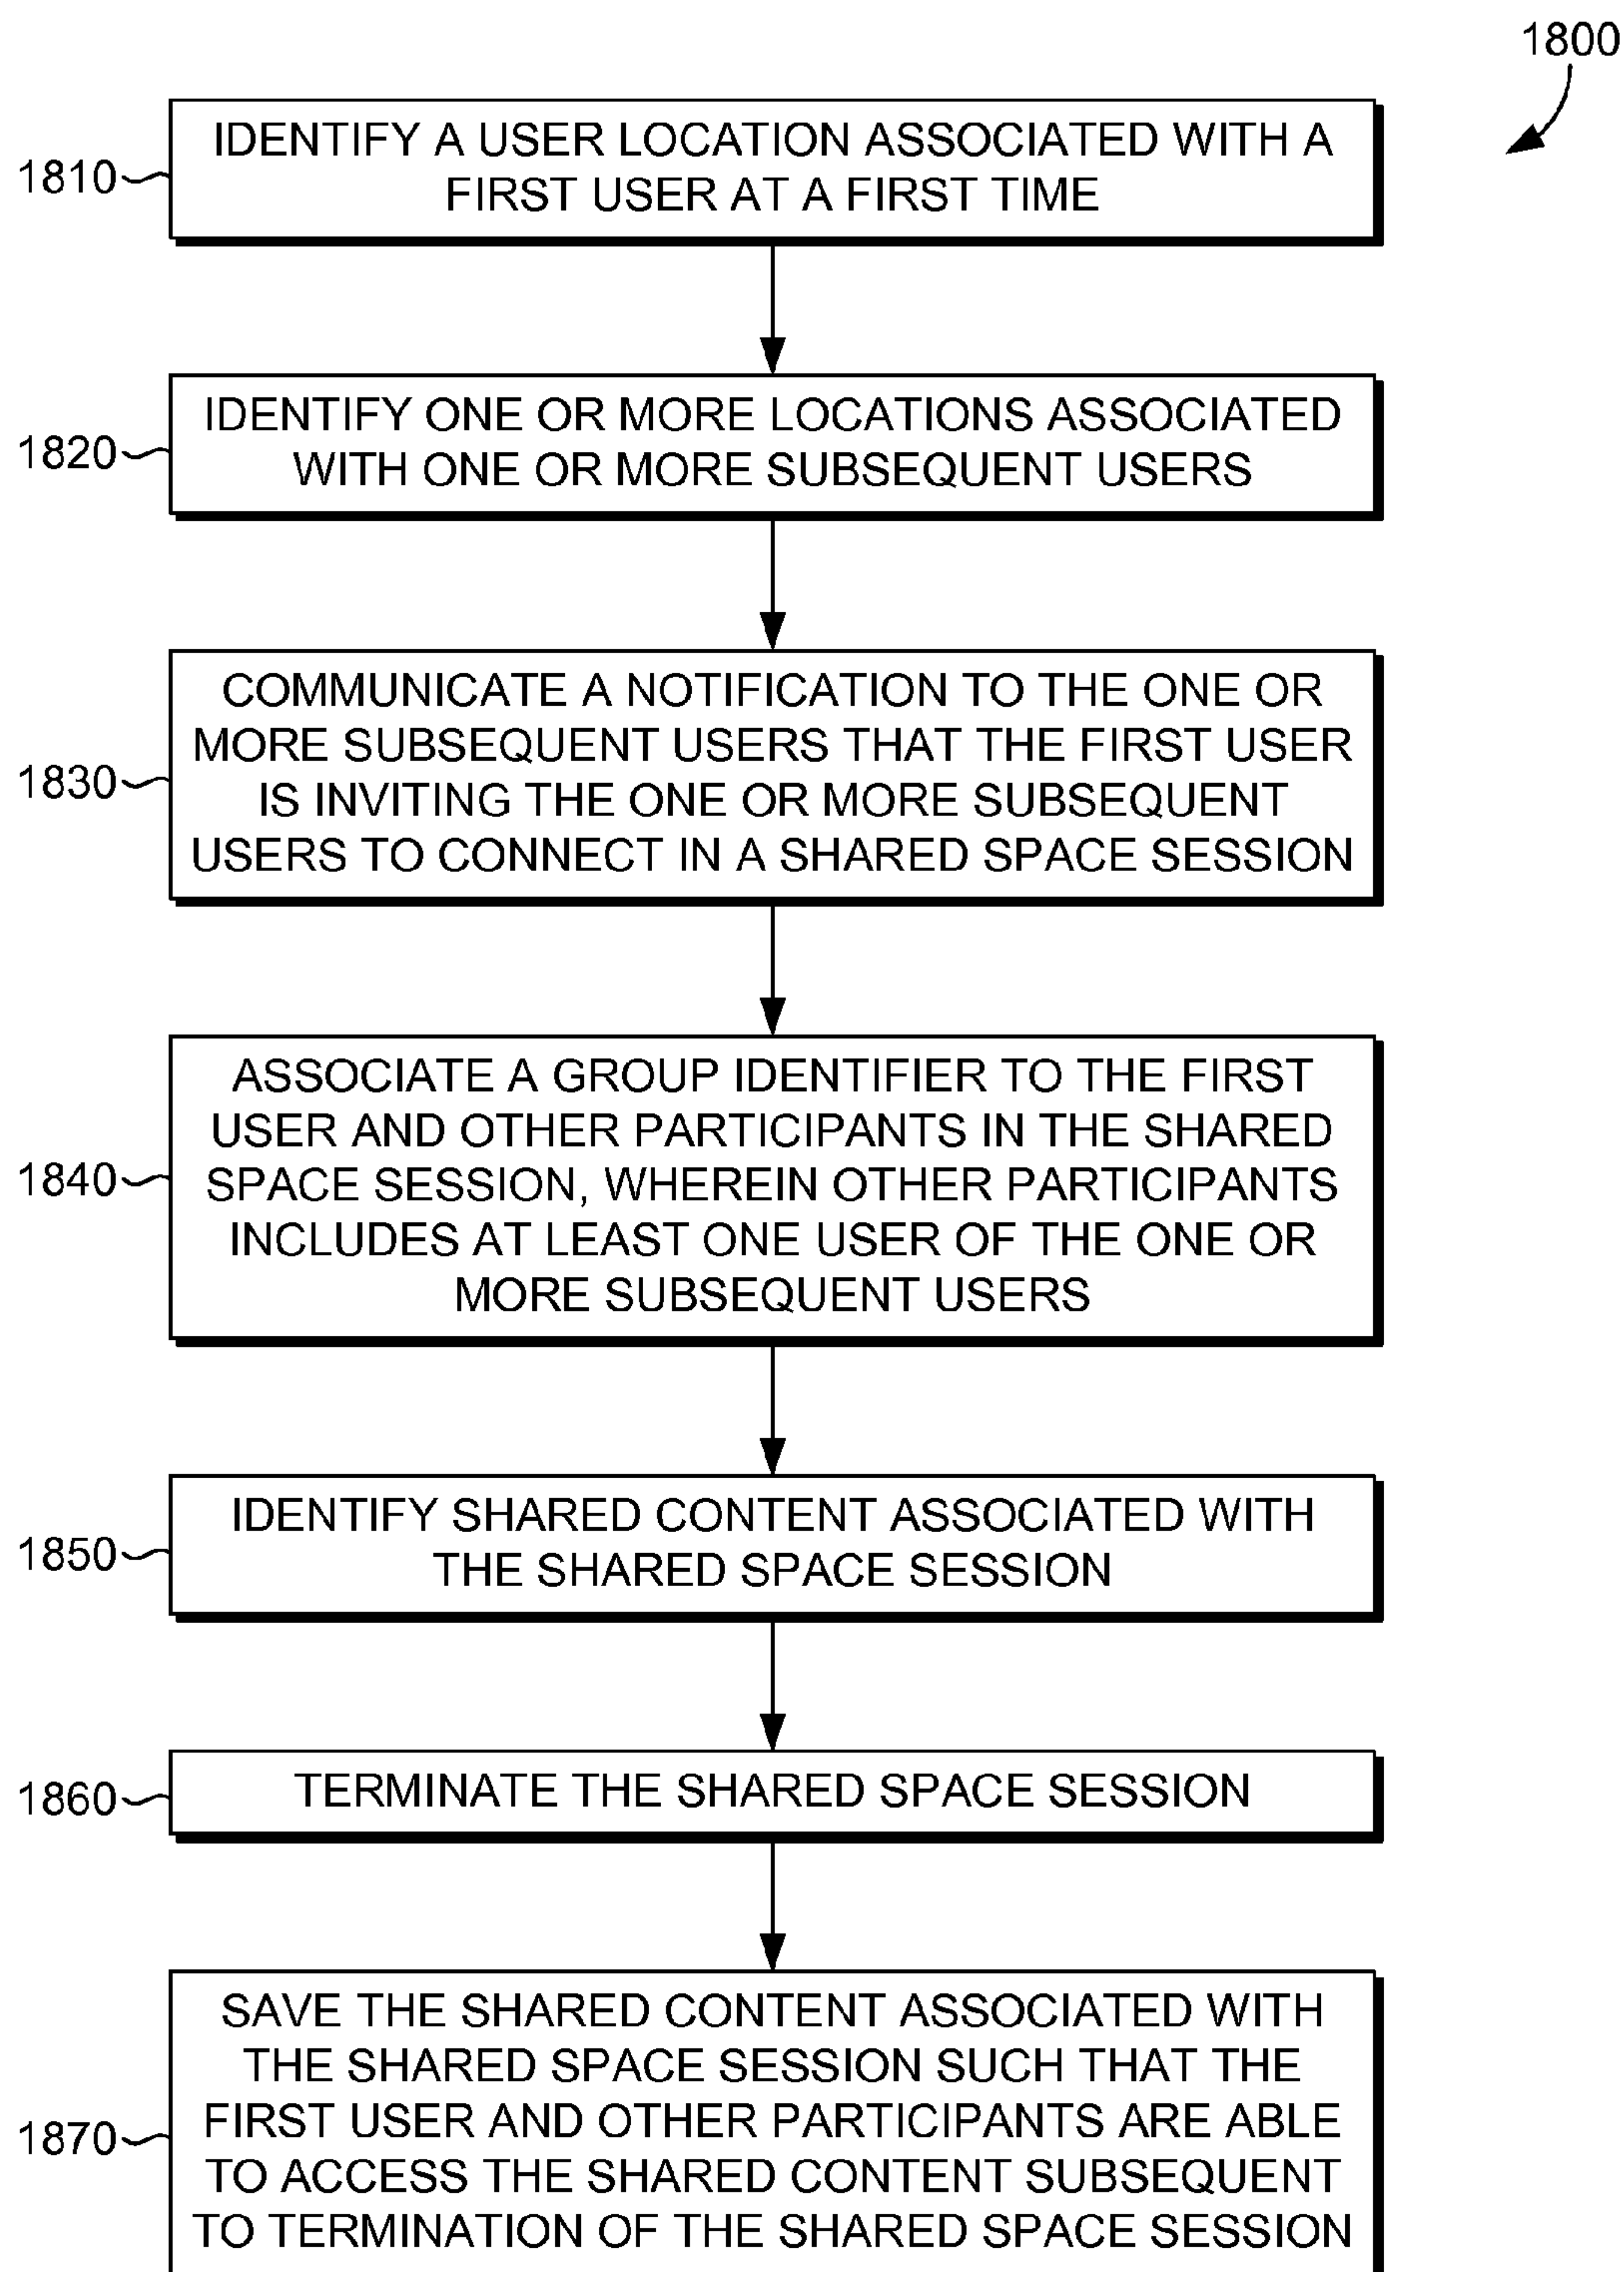 1800
1810
IDENTIFY A USER LOCATION ASSOCIATED WITH A
FIRST USER AT A FIRST TIME
1820
IDENTIFY ONE OR MORE LOCATIONS ASSOCIATED
WITH ONE OR MORE SUBSEQUENT USERS
1830
COMMUNICATE A NOTIFICATION TO THE ONE OR
MORE SUBSEQUENT USERS THAT THE FIRST USER
IS INVITING THE ONE OR MORE SUBSEQUENT
USERS TO CONNECT IN A SHARED SPACE SESSION
1840
ASSOCIATE A GROUP IDENTIFIER TO THE FIRST
USER AND OTHER PARTICIPANTS IN THE SHARED
SPACE SESSION, WHEREIN OTHER PARTICIPANTS
INCLUDES AT LEAST ONE USER OF THE ONE OR
MORE SUBSEQUENT USERS
1850
IDENTIFY SHARED CONTENT ASSOCIATED WITH
THE SHARED SPACE SESSION
1860
TERMINATE THE SHARED SPACE SESSION
1870
SAVE THE SHARED CONTENT ASSOCIATED WITH
THE SHARED SPACE SESSION SUCH THAT THE
FIRST USER AND OTHER PARTICIPANTS ARE ABLE
TO ACCESS THE SHARED CONTENT SUBSEQUENT
TO TERMINATION OF THE SHARED SPACE SESSION